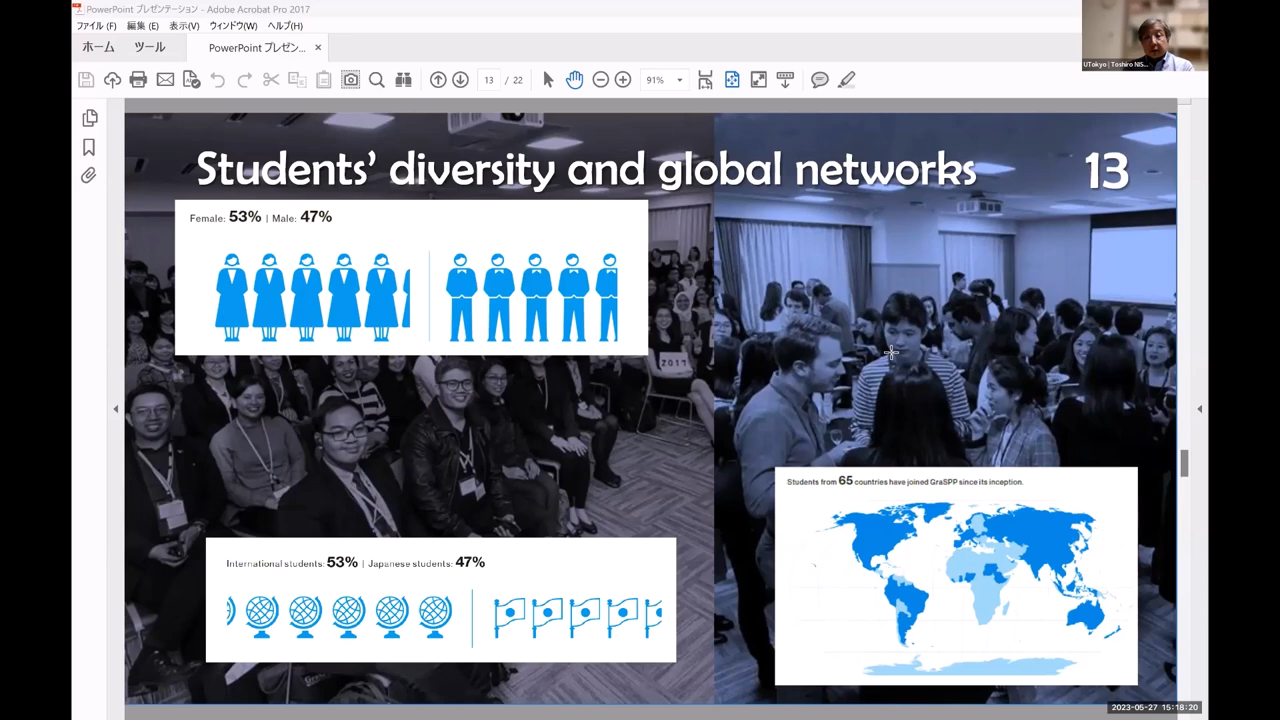 PowerPoint プレゼンテーション - Adobe Acrobat Pro 2017
ファイル (F) 編集 (E) 表示(V) ウィンドウ(W) ヘルプ(H)
ホーム ツール PowerPoint プレゼン... ×
13 / 22 91%
UTokyo | Toshiro NIS...
Students' diversity and global networks 13
Female: 53% | Male: 47%
2017
Students from 65 countries have joined GraSPP since its inception.
International students: 53% | Japanese students: 47%
2023-05-27 15:18:20